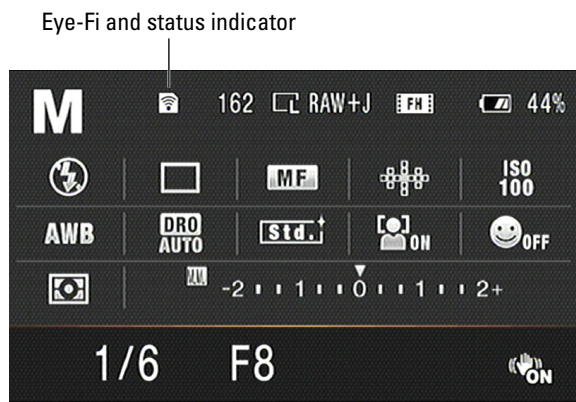 Eye-Fi and status indicator
M 162 L RAW+J FH 44%
MF ISO 100
AWB DRO AUTO Std. ON OFF
-2 1 0 1 2+
1/6 F8 ON